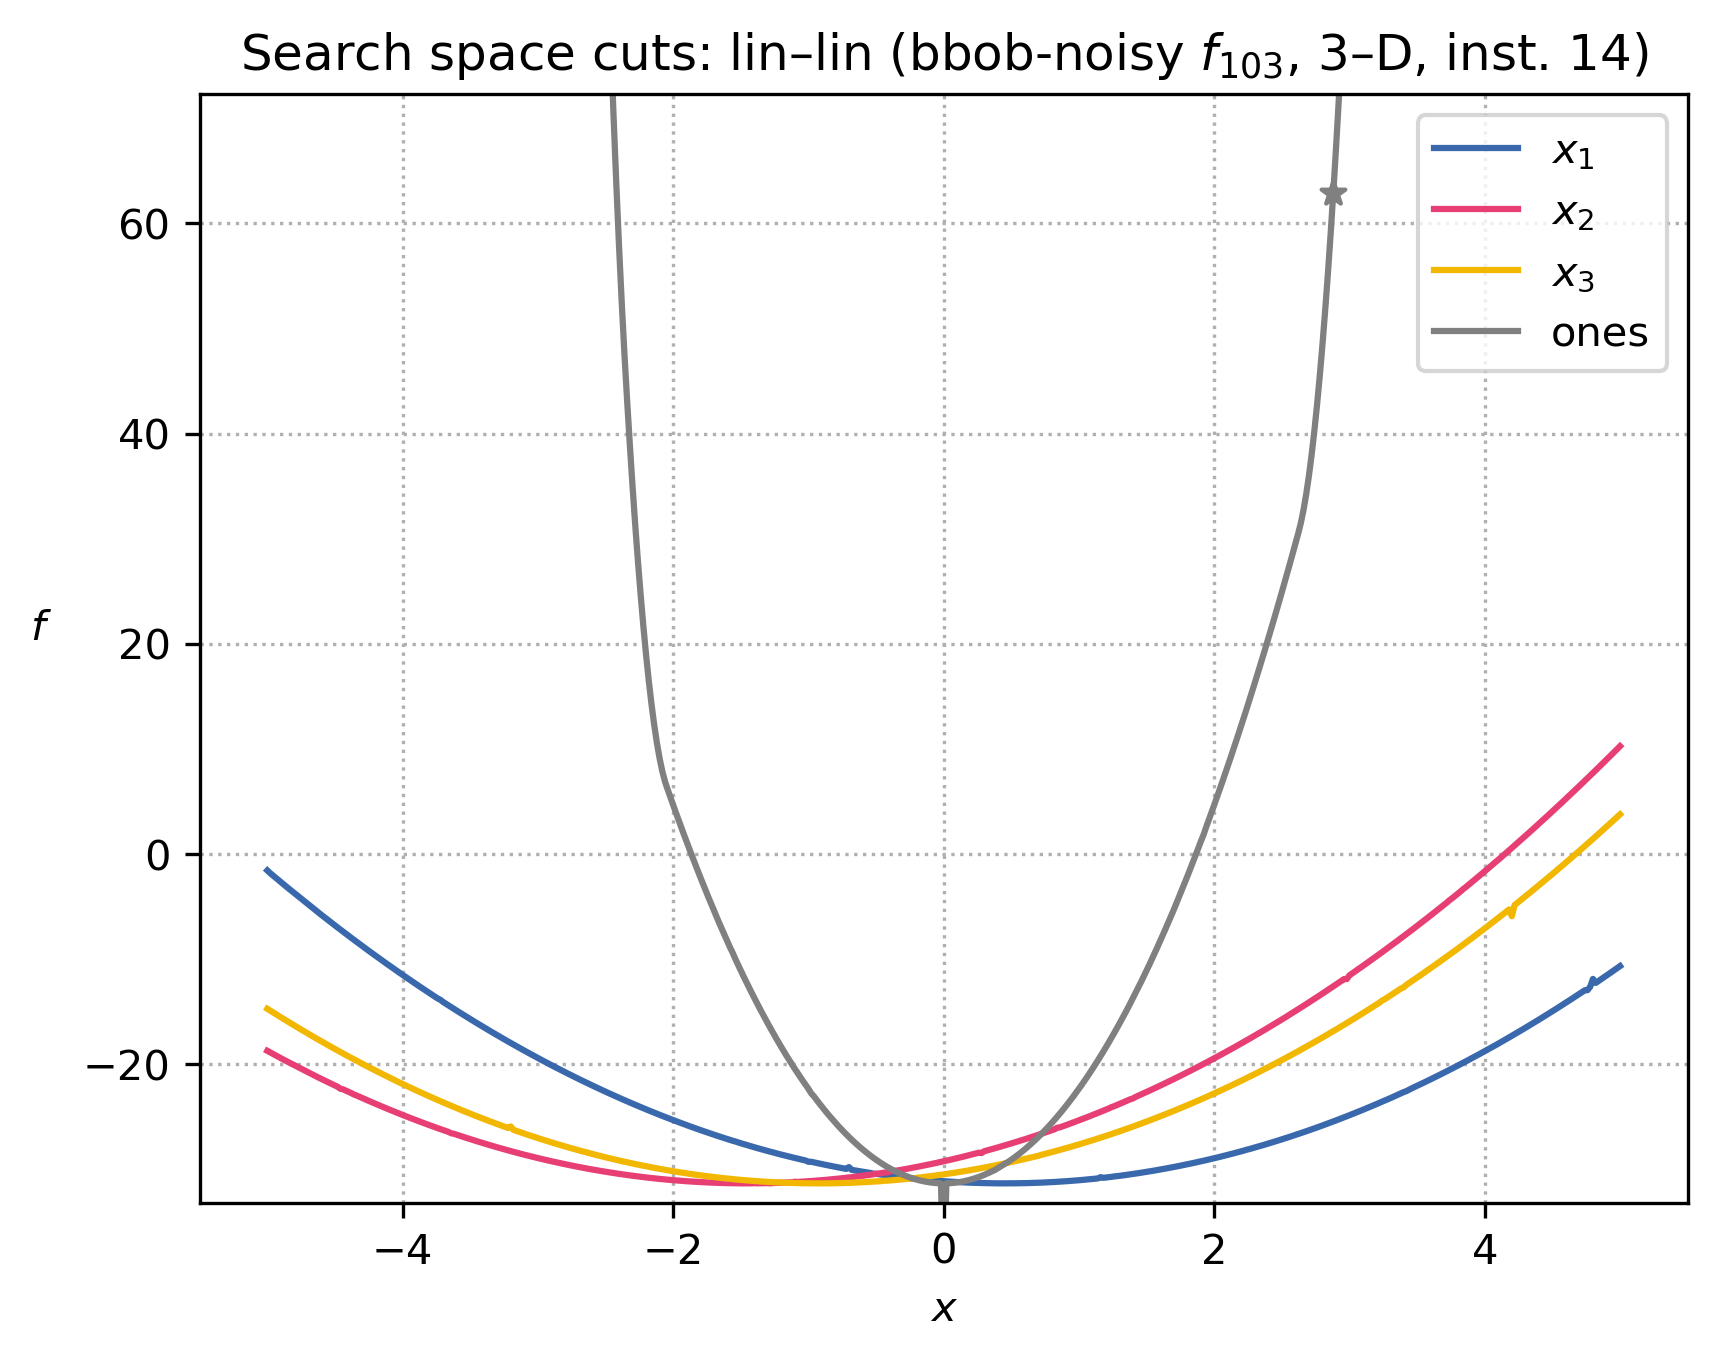 Search space cuts: lin–lin (bbob-noisy f₁₀₃, 3–D, inst. 14)
x₁
x₂
x₃
ones
60
40
20
0
−20
f
−4 −2 0 2 4
x